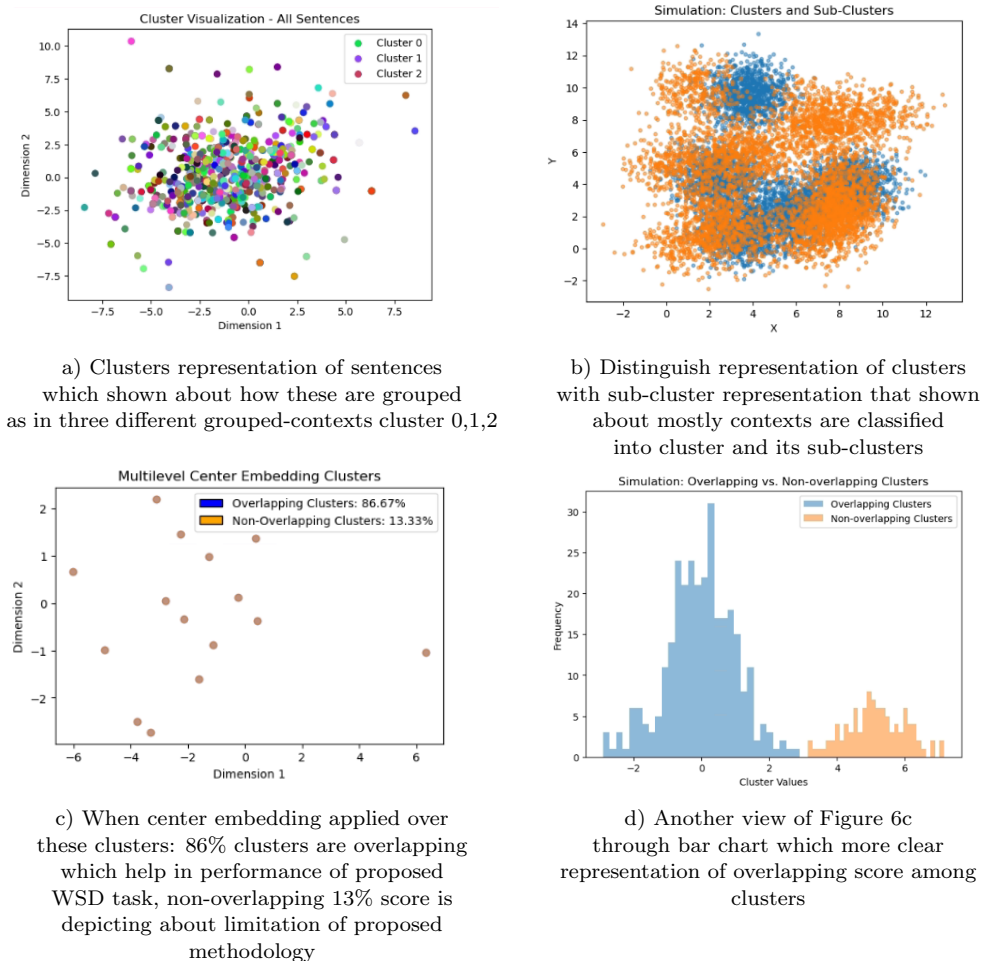 Cluster Visualization - All Sentences
10.0
7.5
5.0
2.5
0.0
−2.5
−5.0
−7.5
Dimension 2
Cluster 0
Cluster 1
Cluster 2
−7.5 −5.0 −2.5 0.0 2.5 5.0 7.5
Dimension 1
a) Clusters representation of sentences
which shown about how these are grouped
as in three different grouped-contexts cluster 0,1,2
Simulation: Clusters and Sub-Clusters
14
12
10
8
6
4
2
0
−2
Y
−2 0 2 4 6 8 10 12
X
b) Distinguish representation of clusters
with sub-cluster representation that shown
about mostly contexts are classified
into cluster and its sub-clusters
Multilevel Center Embedding Clusters
2
1
0
−1
−2
Dimension 2
Overlapping Clusters: 86.67%
Non-Overlapping Clusters: 13.33%
−6 −4 −2 0 2 4 6
Dimension 1
c) When center embedding applied over
these clusters: 86% clusters are overlapping
which help in performance of proposed
WSD task, non-overlapping 13% score is
depicting about limitation of proposed
methodology
Simulation: Overlapping vs. Non-overlapping Clusters
30
25
20
15
10
5
0
Frequency
Overlapping Clusters
Non-overlapping Clusters
−2 0 2 4 6
Cluster Values
d) Another view of Figure 6c
through bar chart which more clear
representation of overlapping score among
clusters